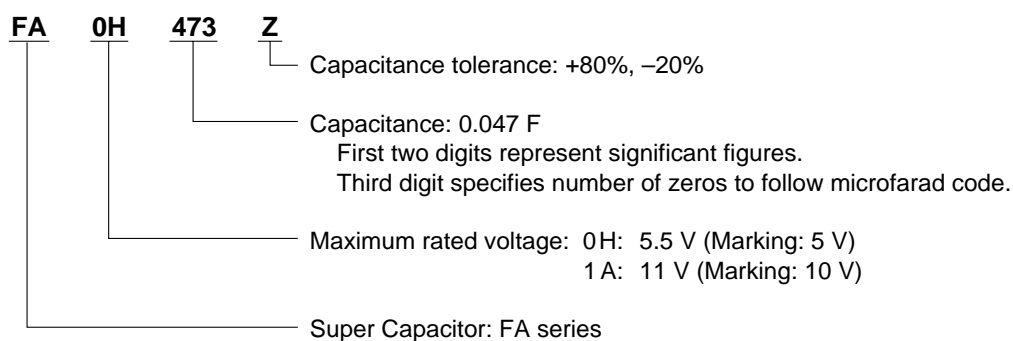 FA 0H 473 Z
Capacitance tolerance: +80%, –20%
Capacitance: 0.047 F
First two digits represent significant figures.
Third digit specifies number of zeros to follow microfarad code.
Maximum rated voltage: 0H: 5.5 V (Marking: 5 V)
1A: 11 V (Marking: 10 V)
Super Capacitor: FA series